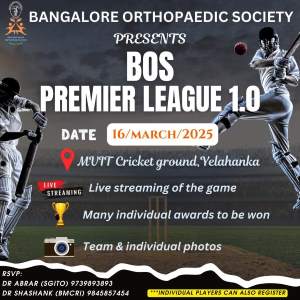 BANGALORE ORTHOPAEDIC SOCIETY
PRESENTS
BOS
PREMIER LEAGUE 1.0
DATE 16/MARCH/2025
MVIT Cricket ground,Yelahanka
LIVE STREAMING
Live streaming of the game
Many individual awards to be won
Team & individual photos
RSVP:
DR ABRAR (SGITO) 9739893893
DR SHASHANK (BMCRI) 9845857454
***INDIVIDUAL PLAYERS CAN ALSO REGISTER